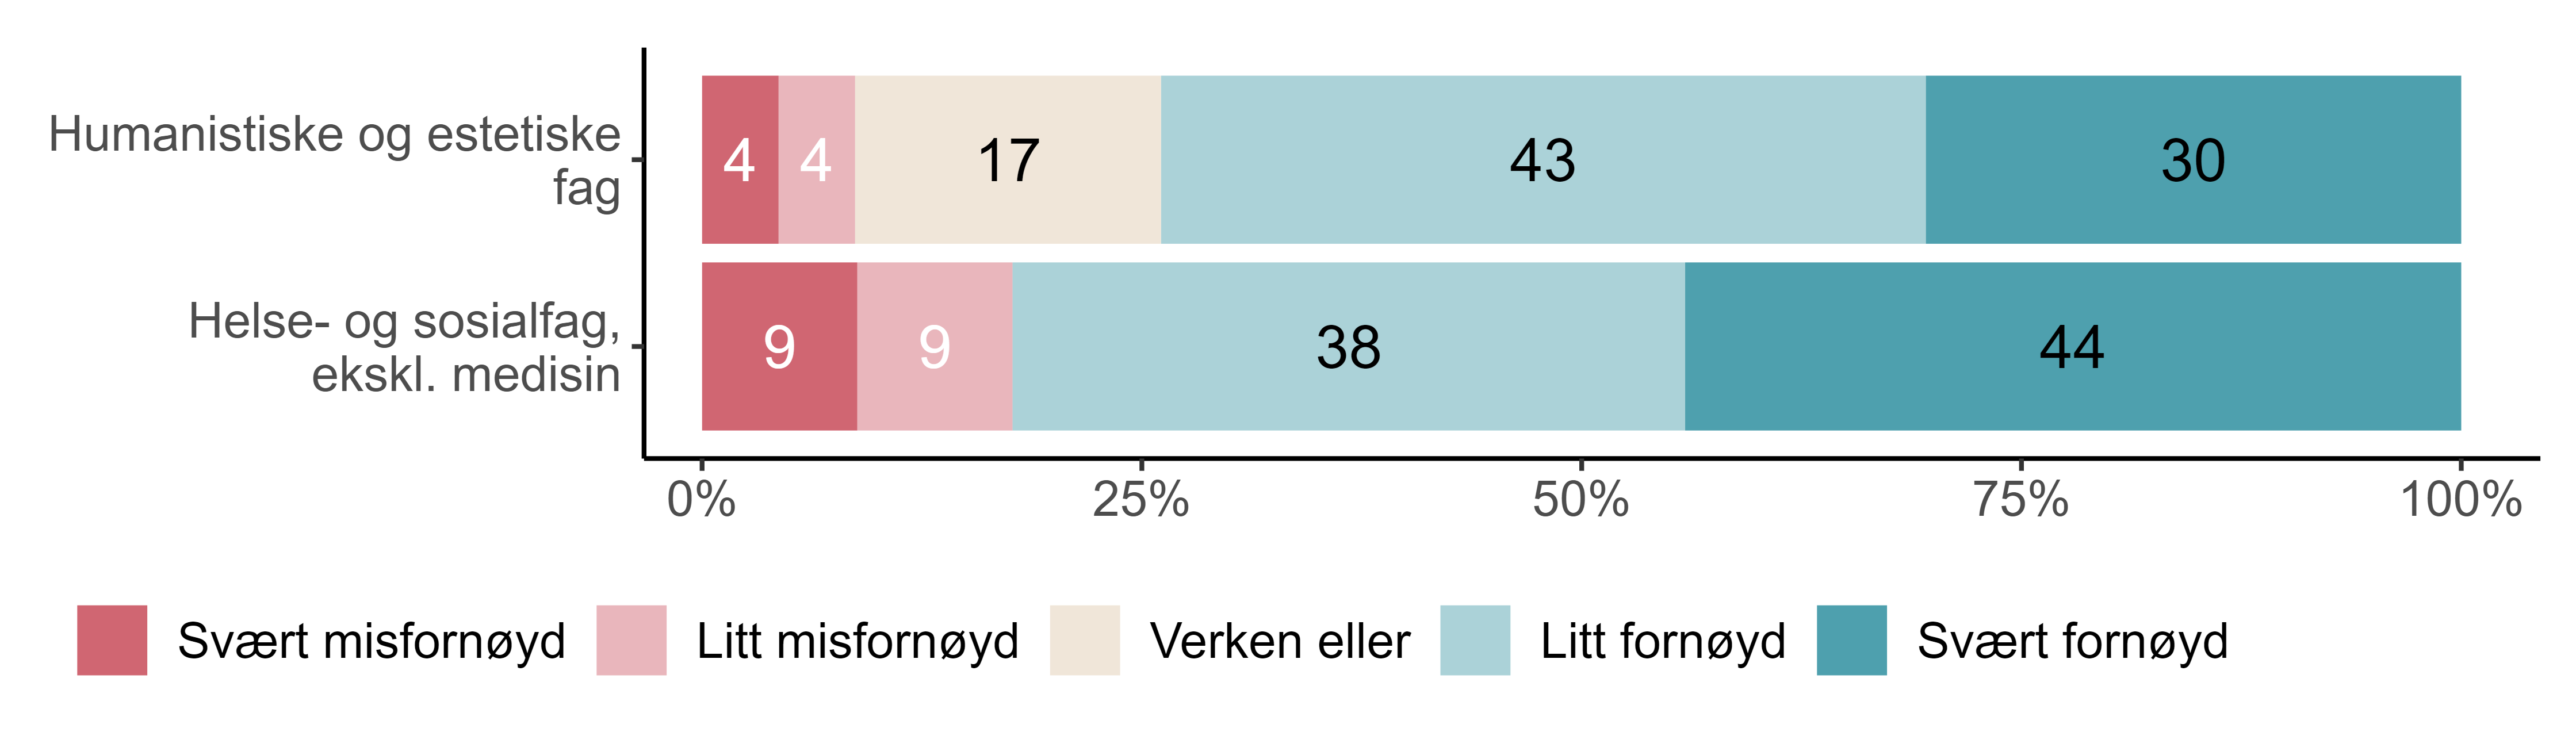 Humanistiske og estetiske
fag
4 4 17 43 30
Helse- og sosialfag,
ekskl. medisin
9 9 38 44
0% 25% 50% 75% 100%
Svært misfornøyd Litt misfornøyd Verken eller Litt fornøyd Svært fornøyd